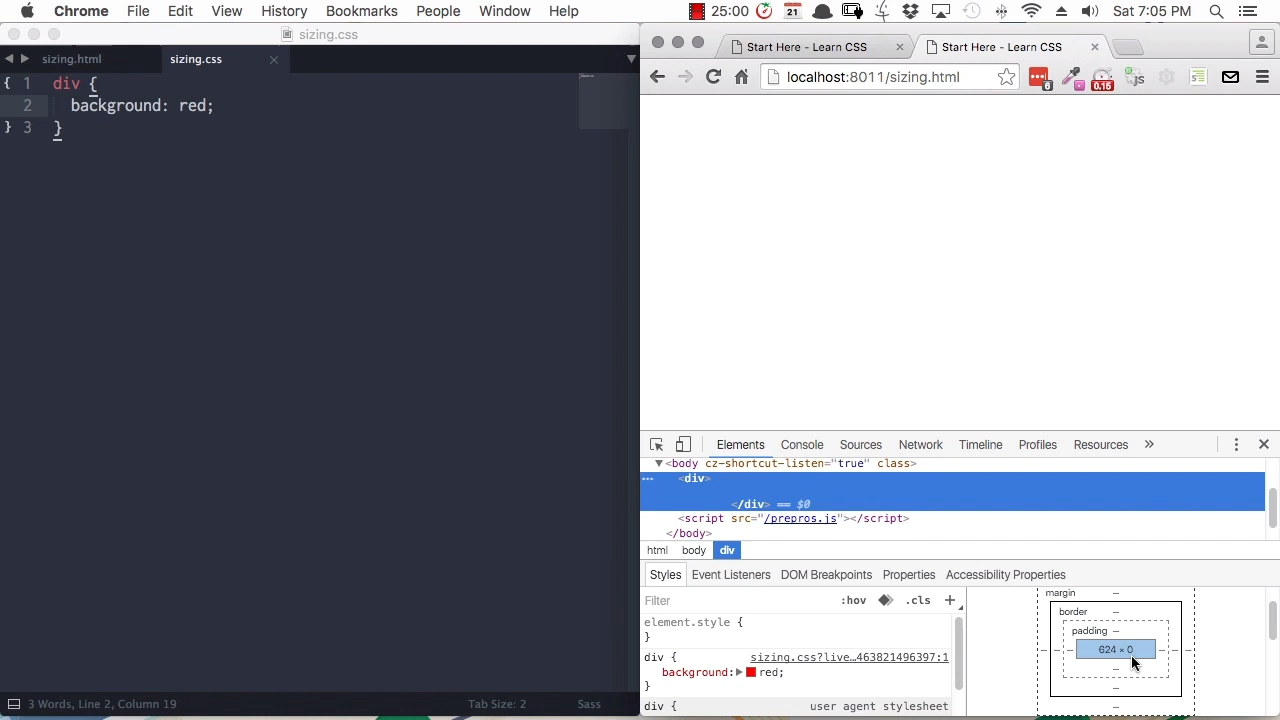 Chrome File Edit View History Bookmarks People Window Help 25:00 21 Sat 7:05 PM
sizing.css
sizing.html sizing.css
{ 1 div {
2 background: red;
} 3 }
3 Words, Line 2, Column 19 Tab Size: 2 Sass
Start Here - Learn CSS Start Here - Learn CSS
localhost:8011/sizing.html 6 0.16 JS
Elements Console Sources Network Timeline Profiles Resources »
▼<body cz-shortcut-listen="true" class>
··· <div>
</div> == $0
<script src="/prepros.js"></script>
</body>
html body div
Styles Event Listeners DOM Breakpoints Properties Accessibility Properties
Filter :hov .cls +
element.style {
}
div { sizing.css?live…463821496397:1
background:▶ red;
}
div { user agent stylesheet
margin –
border –
padding –
– – – 624 × 0 – – –
–
–
–